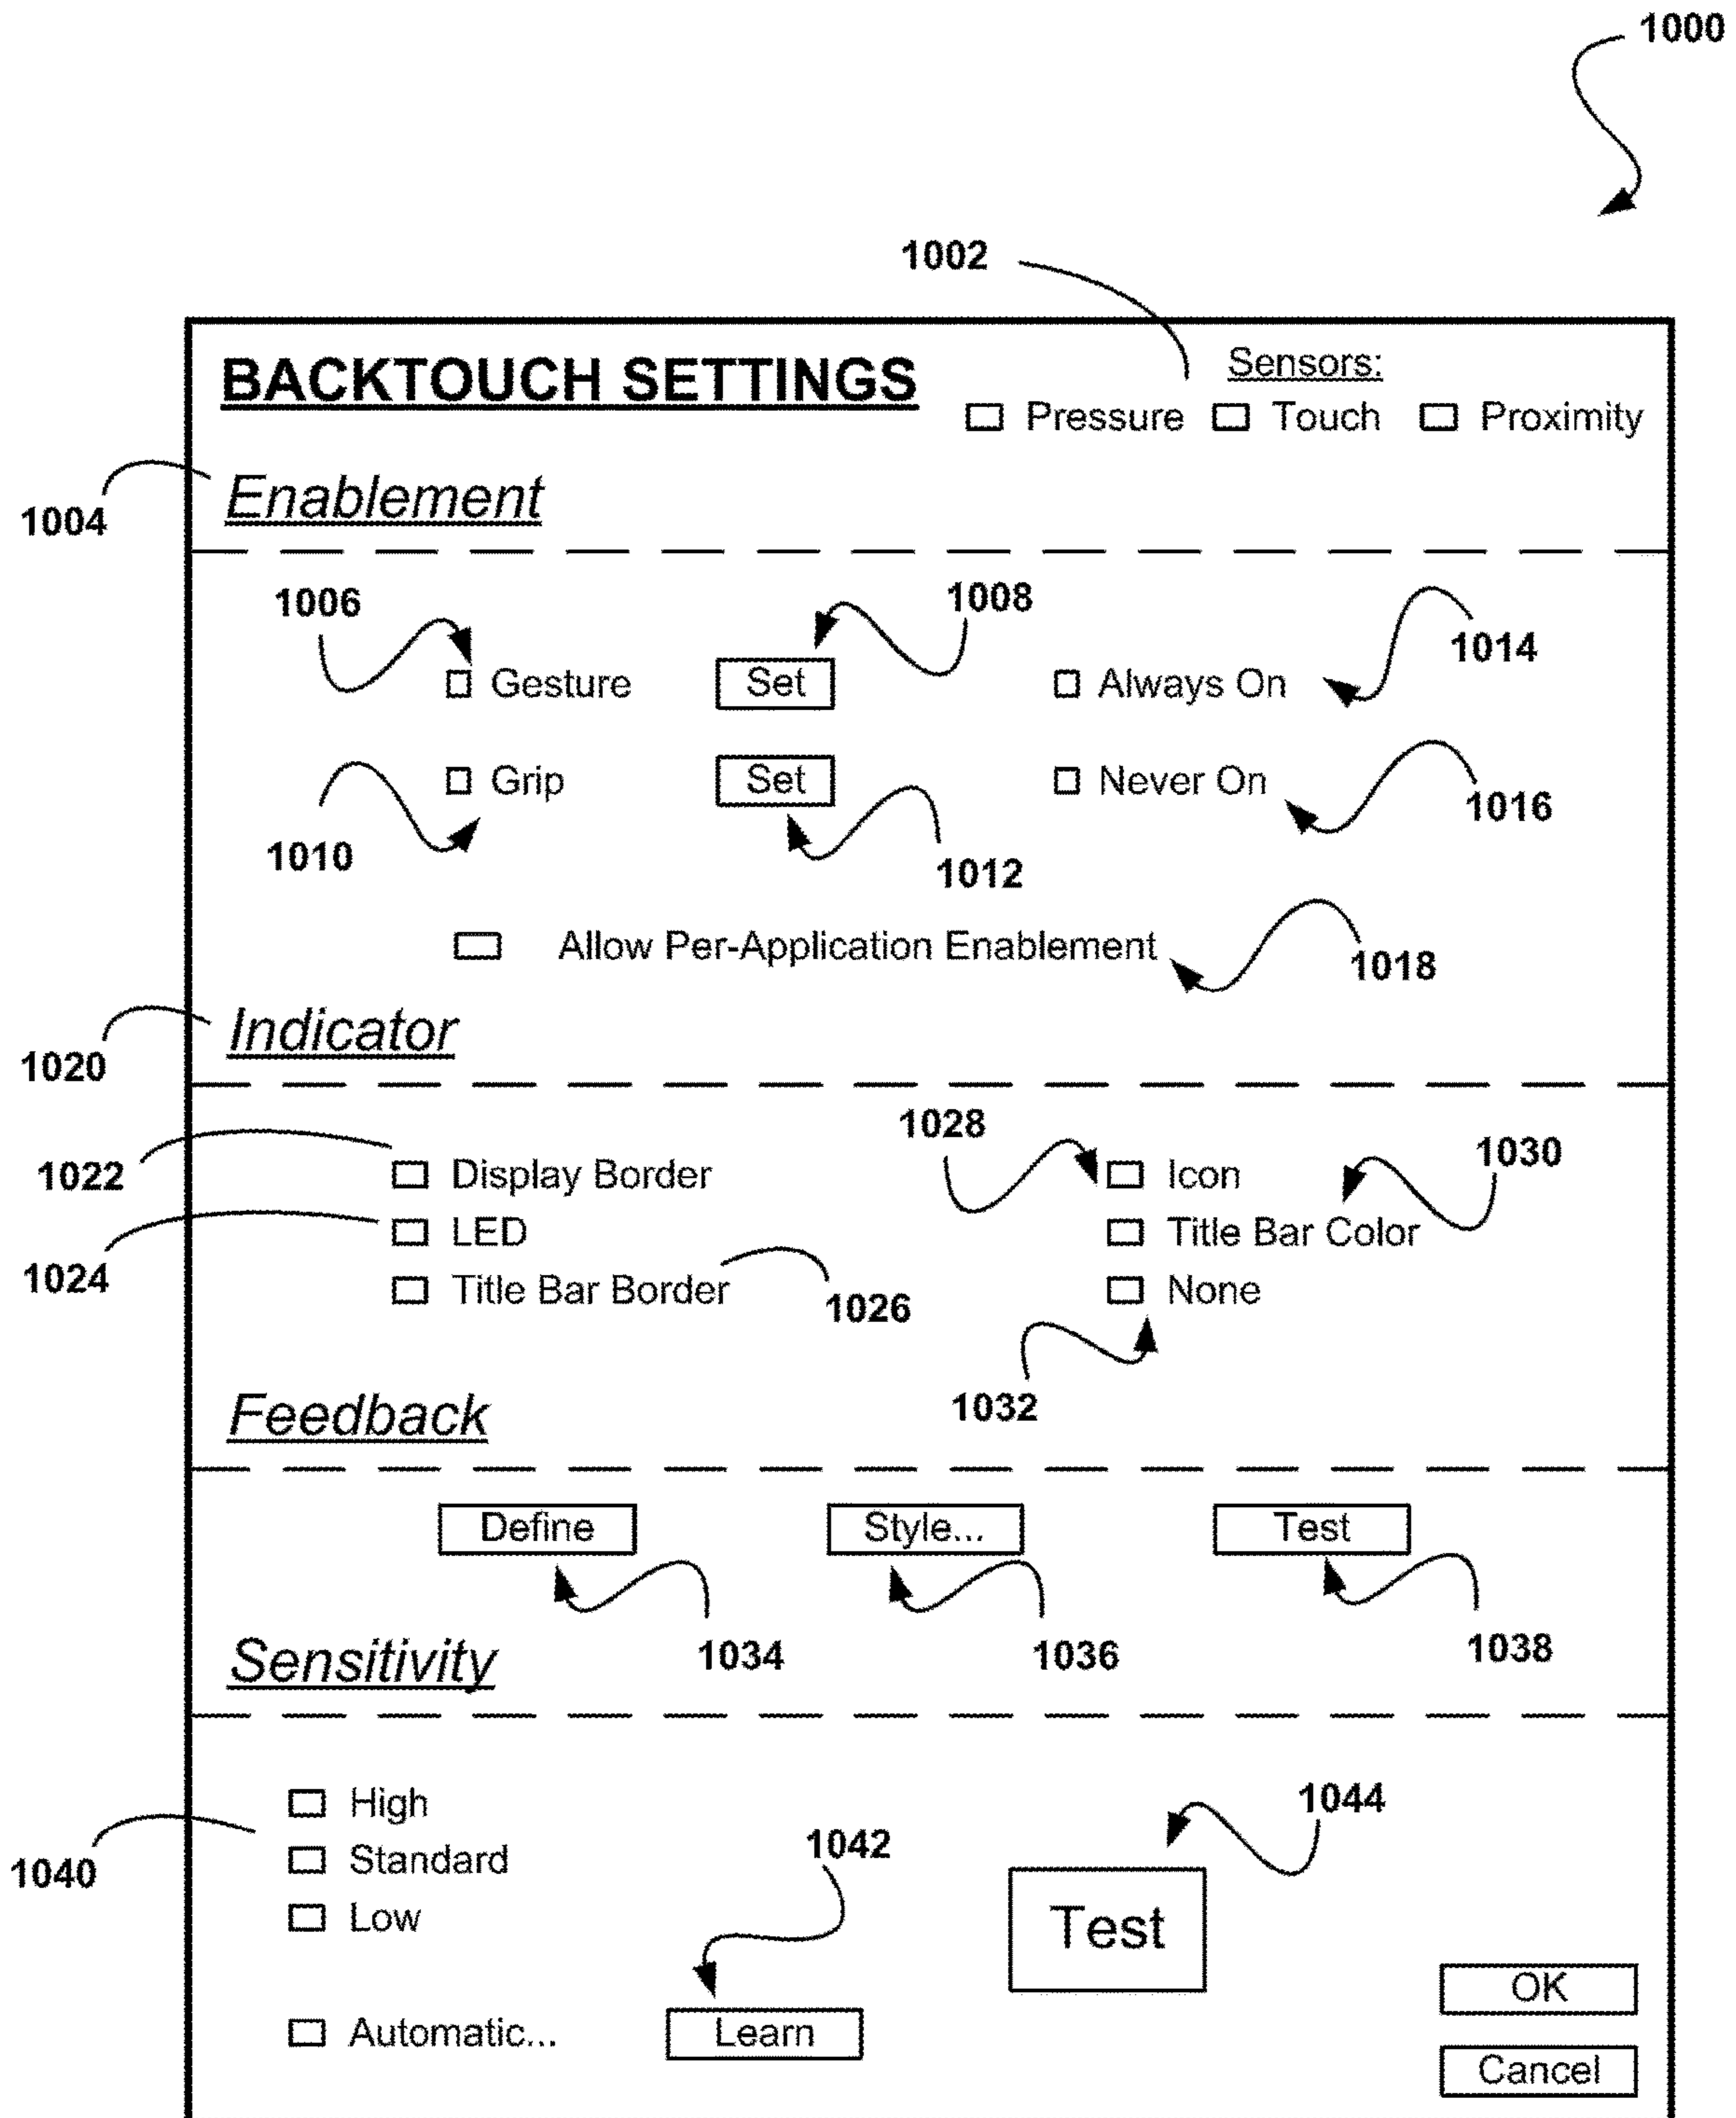 1000
1002
BACKTOUCH SETTINGS
Sensors:
Pressure Touch Proximity
1004
Enablement
1006 1008
1014
Gesture Set Always On
Grip Set Never On
1016
1010 1012
Allow Per-Application Enablement
1018
Indicator
1020
1028
1030
1022
Display Border Icon
LED Title Bar Color
1024
Title Bar Border None
1026
1032
Feedback
Define Style... Test
1034 1036 1038
Sensitivity
1044
High
1042
Standard
1040
Low
Test
OK
Automatic... Learn
Cancel